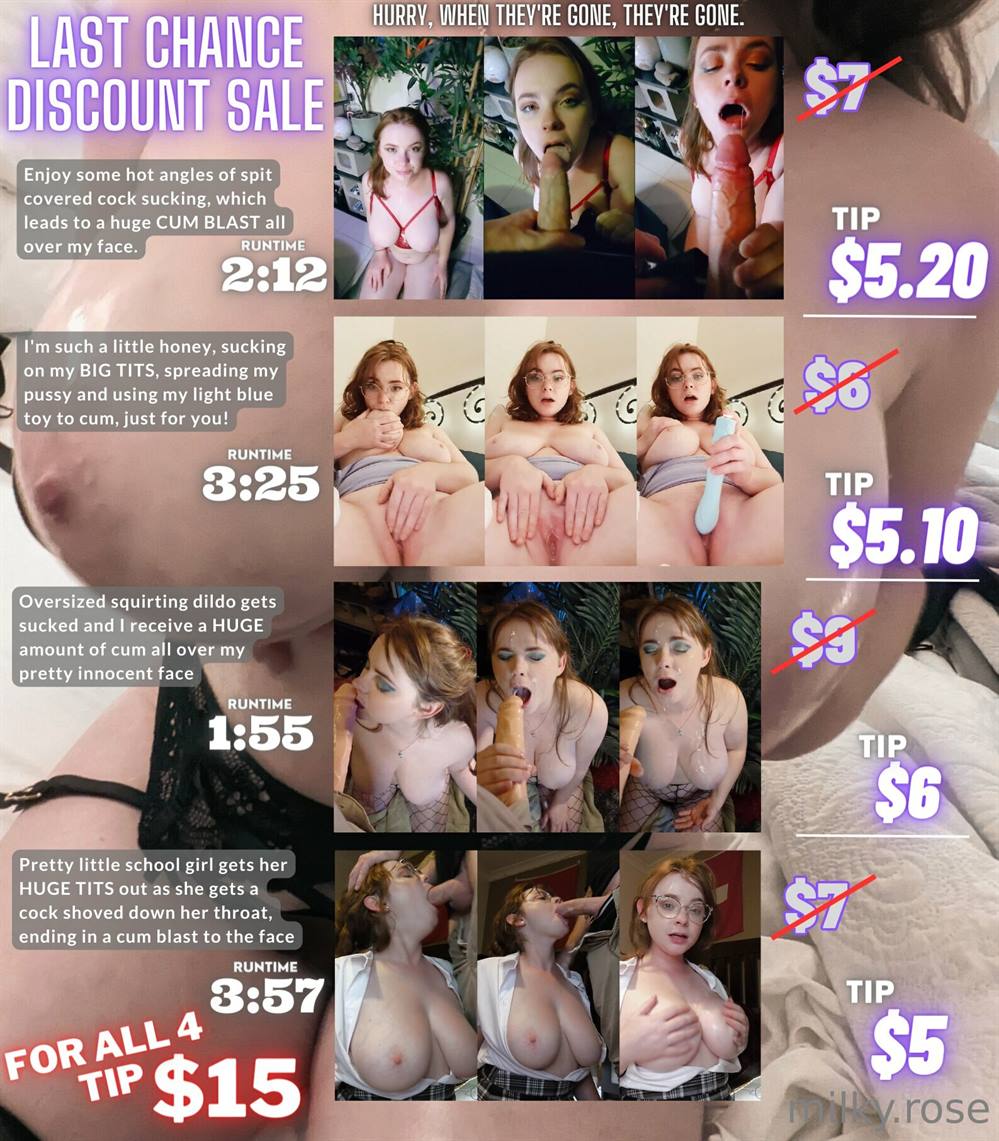 HURRY, WHEN THEY'RE GONE, THEY'RE GONE.
LAST CHANCE
DISCOUNT SALE
Enjoy some hot angles of spit
covered cock sucking, which
leads to a huge CUM BLAST all
over my face.
RUNTIME
2:12
$7
TIP
$5.20
I'm such a little honey, sucking
on my BIG TITS, spreading my
pussy and using my light blue
toy to cum, just for you!
RUNTIME
3:25
$6
TIP
$5.10
Oversized squirting dildo gets
sucked and I receive a HUGE
amount of cum all over my
pretty innocent face
RUNTIME
1:55
$9
TIP
$6
Pretty little school girl gets her
HUGE TITS out as she gets a
cock shoved down her throat,
ending in a cum blast to the face
RUNTIME
3:57
$7
TIP
$5
FOR ALL 4
TIP $15
milky.rose